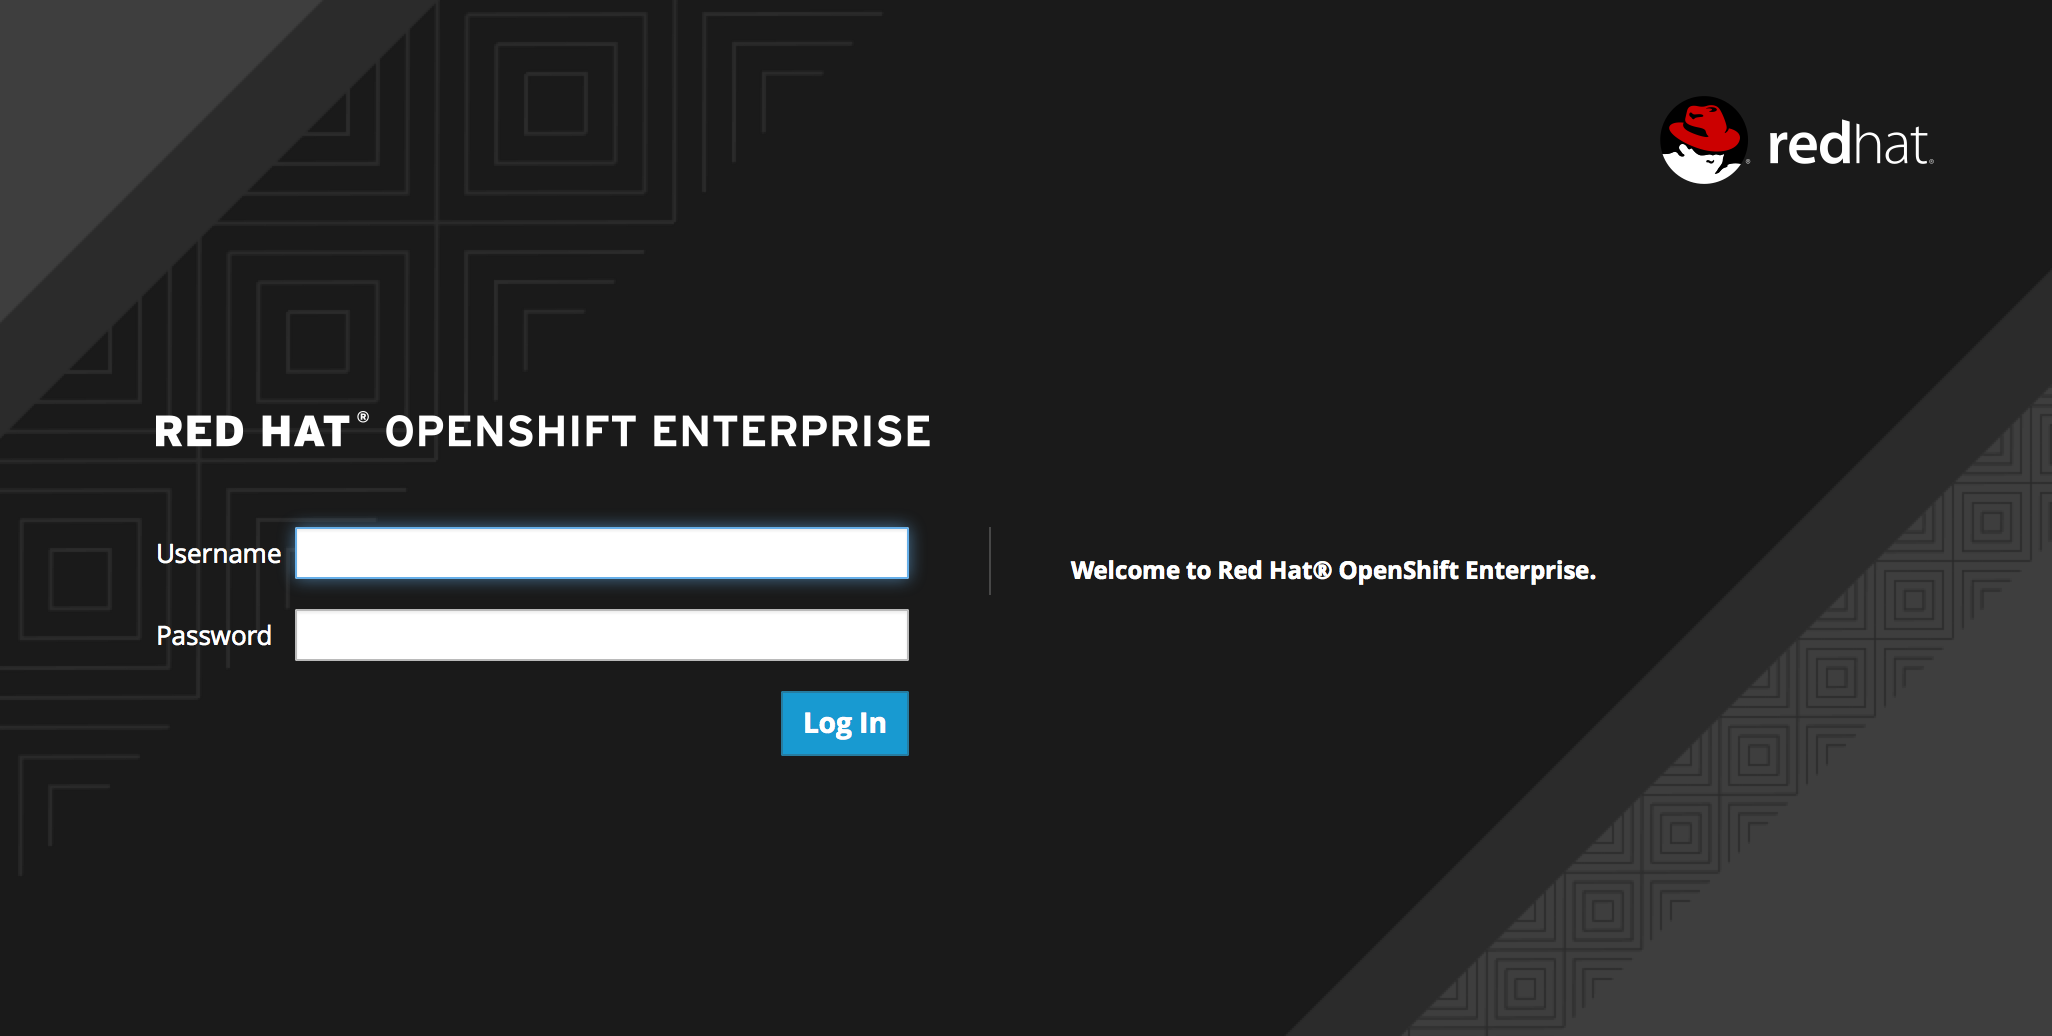 redhat®
RED HAT® OPENSHIFT ENTERPRISE
Username
Password
Log In
Welcome to Red Hat® OpenShift Enterprise.